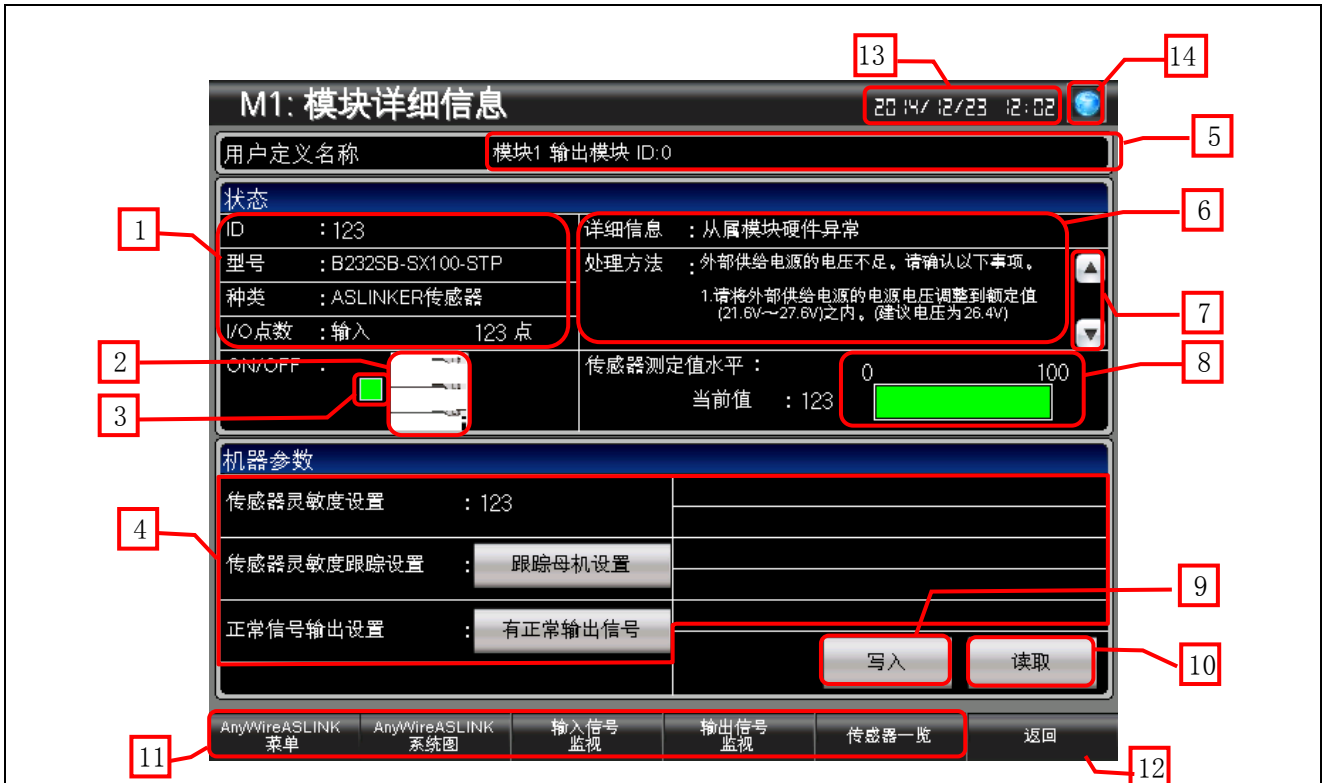 13
14
M1: 模块详细信息 2014/12/23 12:02
5
用户定义名称 模块1 输出模块 ID:0
状态
1
6
ID :123 详细信息 :从属模块硬件异常
型号 :B232SB-SX100-STP 处理方法 :外部供给电源的电压不足。请确认以下事项。
种类 :ASLINKER传感器 1.请将外部供给电源的电源电压调整到额定值
(21.6V～27.6V)之内。(建议电压为26.4V)
7
I/O点数 :输入 123 点
2
8
ON/OFF : 传感器测定值水平: 0 100
3
当前值 :123
机器参数
传感器灵敏度设置 :123
4
传感器灵敏度跟踪设置 : 跟踪母机设置
9
正常信号输出设置 : 有正常输出信号
写入 读取
10
AnyWireASLINK
菜单
AnyWireASLINK
系统图
输入信号
监视
输出信号
监视
传感器一览
返回
11
12